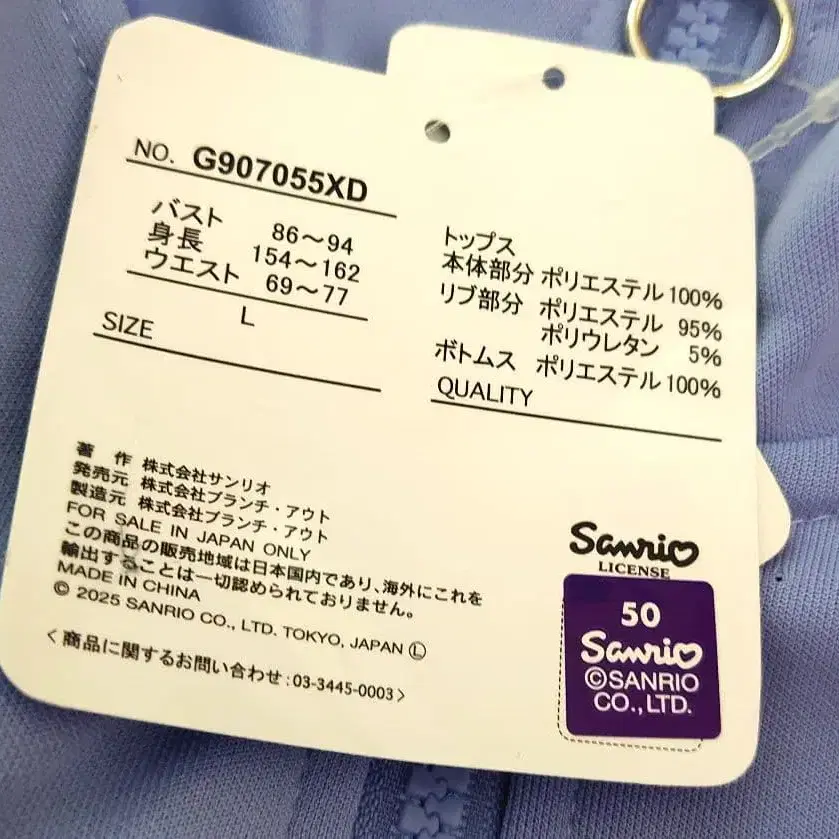 NO. G907055XD
バスト 86～94
身長 154～162
ウエスト 69～77
SIZE L
トップス
本体部分 ポリエステル 100%
リブ部分 ポリエステル 95%
ポリウレタン 5%
ボトムス ポリエステル 100%
QUALITY
著 作 株式会社サンリオ
発売元 株式会社ブランチ・アウト
製造元 株式会社ブランチ・アウト
FOR SALE IN JAPAN ONLY
この商品の販売地域は日本国内であり、海外にこれを
輸出することは一切認められておりません。
MADE IN CHINA
© 2025 SANRIO CO., LTD. TOKYO, JAPAN Ⓛ
<商品に関するお問い合わせ:03-3445-0003>
Sanrio
LICENSE
50
Sanrio
©SANRIO
CO.,LTD.